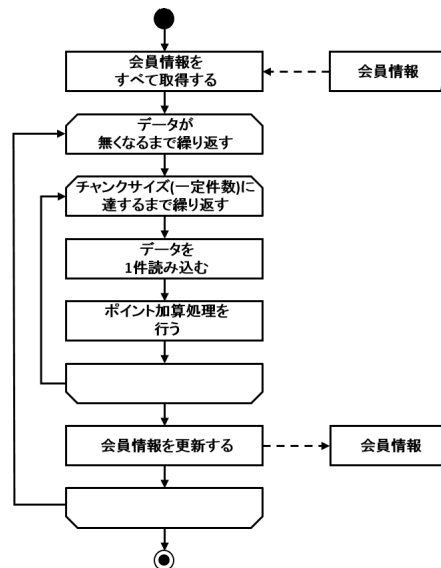 会員情報を
すべて取得する
会員情報
データが
無くなるまで繰り返す
チャンクサイズ(一定件数)に
達するまで繰り返す
データを
1件読み込む
ポイント加算処理を
行う
会員情報を更新する
会員情報